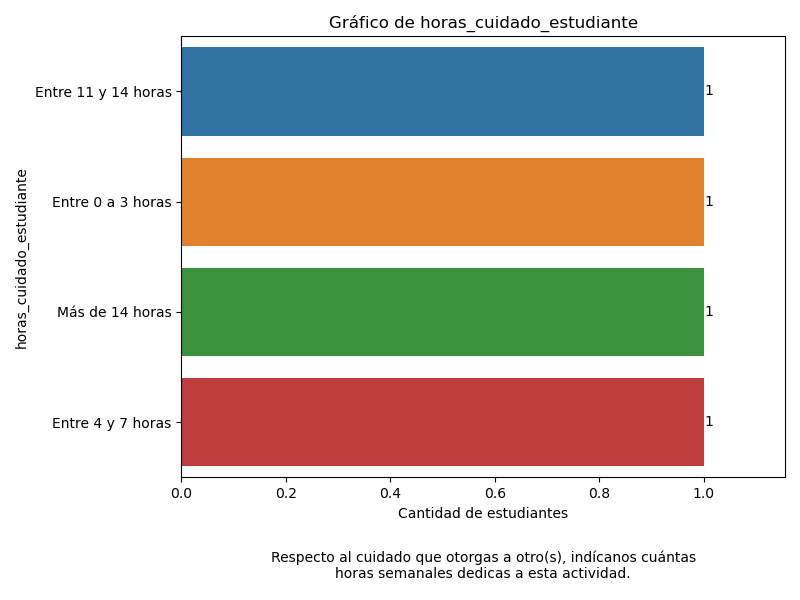 Gráfico de horas_cuidado_estudiante
horas_cuidado_estudiante
Entre 11 y 14 horas
1
Entre 0 a 3 horas
1
Más de 14 horas
1
Entre 4 y 7 horas
1
0.0 0.2 0.4 0.6 0.8 1.0
Cantidad de estudiantes
Respecto al cuidado que otorgas a otro(s), indícanos cuántas
horas semanales dedicas a esta actividad.